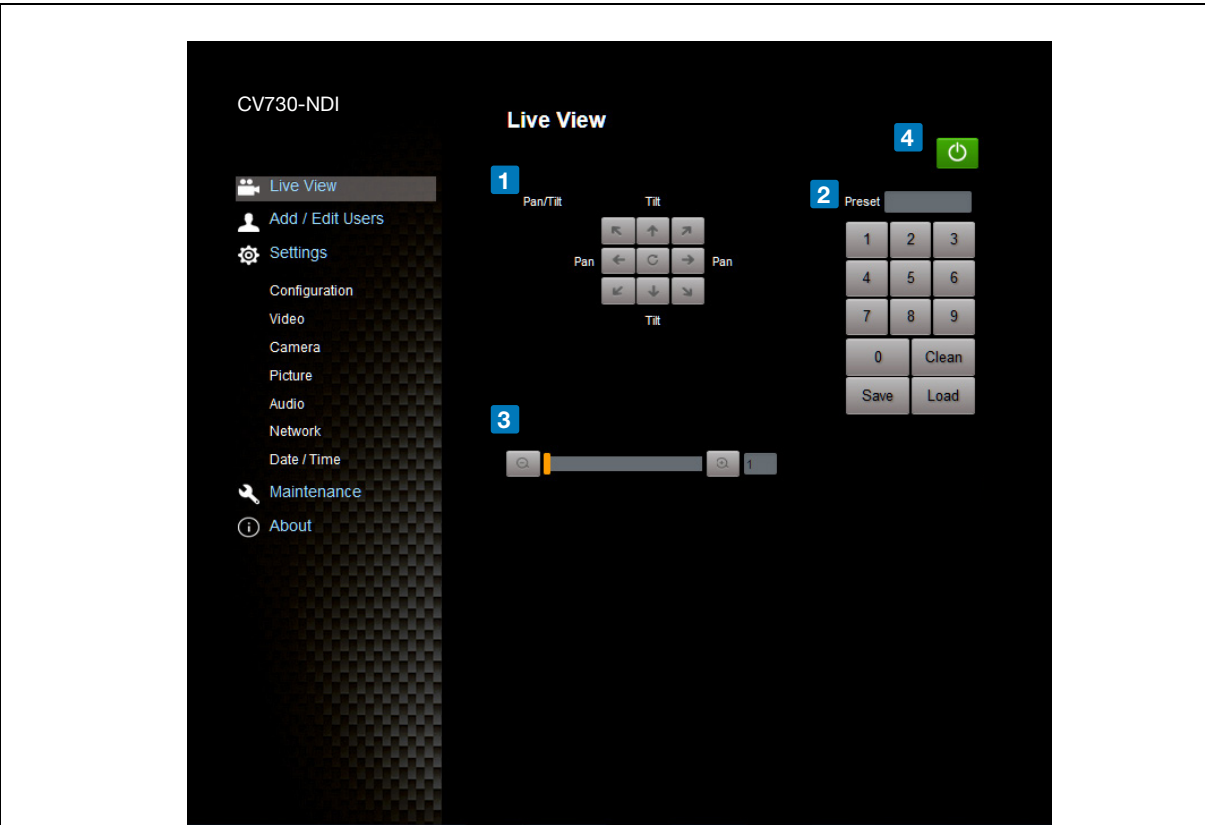 CV730-NDI
Live View
Add / Edit Users
Settings
Configuration
Video
Camera
Picture
Audio
Network
Date / Time
Maintenance
About
Live View
4
1
Pan/Tilt
Tilt
Pan
Pan
Tilt
2
Preset
1 2 3
4 5 6
7 8 9
0 Clean
Save Load
3
1